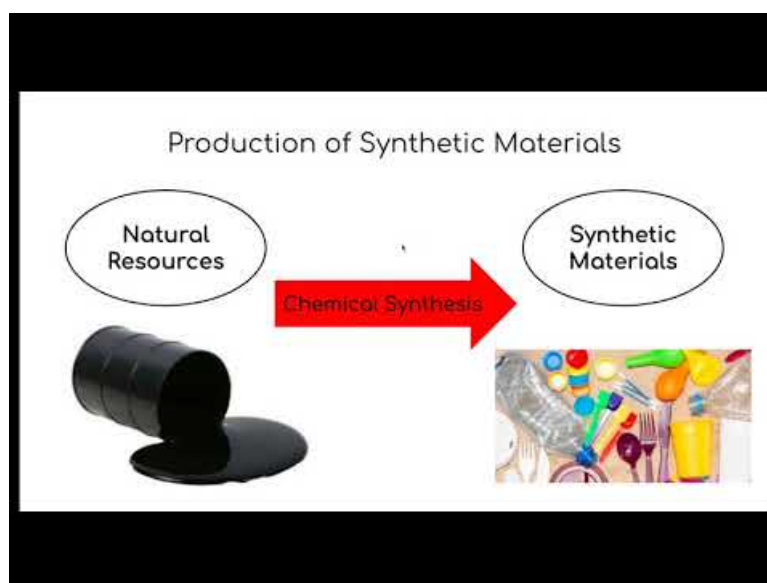 Production of Synthetic Materials
Natural
Resources
Synthetic
Materials
Chemical Synthesis